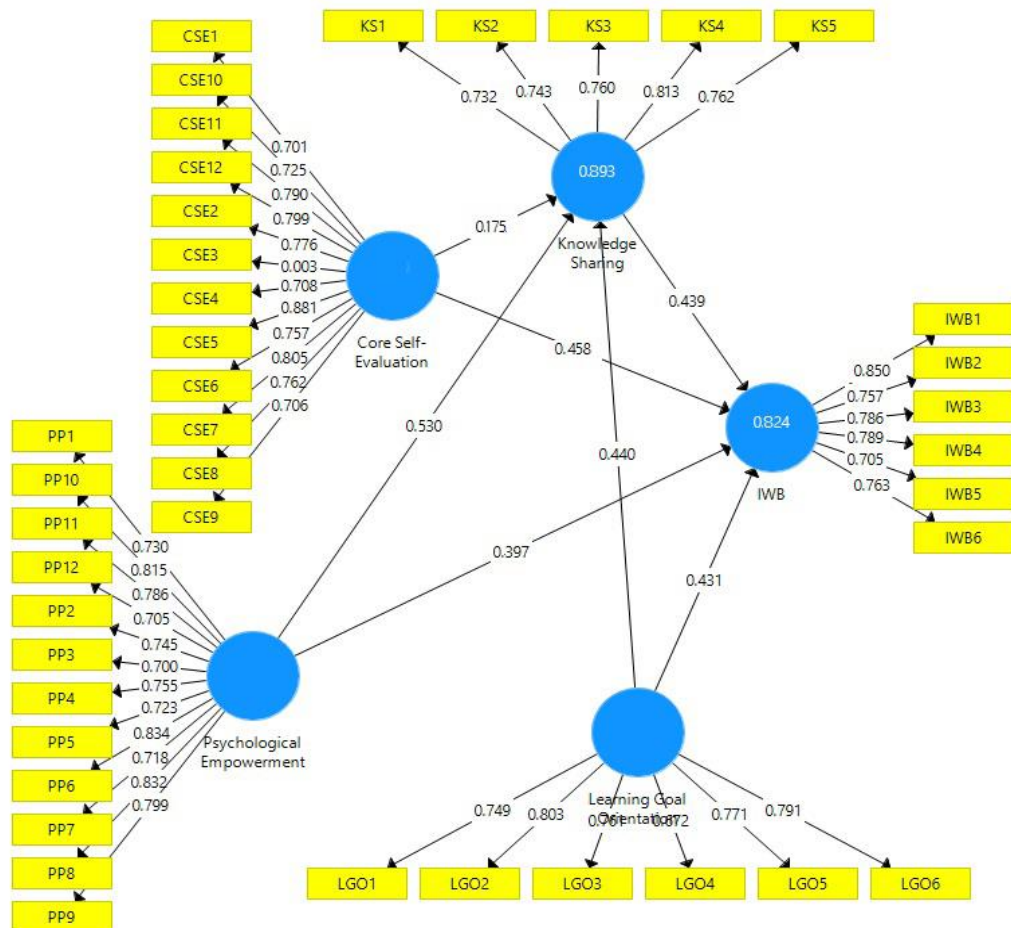 KS1
KS2
KS3
KS4
KS5
0.732
0.743
0.760
0.813
0.762
0.893
Knowledge
Sharing
CSE1
CSE10
CSE11
CSE12
CSE2
CSE3
CSE4
CSE5
CSE6
CSE7
CSE8
CSE9
0.701
0.725
0.790
0.799
0.776
0.003
0.708
0.881
0.757
0.805
0.762
0.706
Core Self-
Evaluation
0.175
0.458
0.439
0.530
0.440
0.397
0.431
0.824
IWB
0.850
0.757
0.786
0.789
0.705
0.763
IWB1
IWB2
IWB3
IWB4
IWB5
IWB6
PP1
PP10
PP11
PP12
PP2
PP3
PP4
PP5
PP6
PP7
PP8
PP9
0.730
0.815
0.786
0.705
0.745
0.700
0.755
0.723
0.834
0.718
0.832
0.799
Psychological
Empowerment
Learning Goal
Orientation
0.749
0.803
0.761
0.672
0.771
0.791
LGO1
LGO2
LGO3
LGO4
LGO5
LGO6